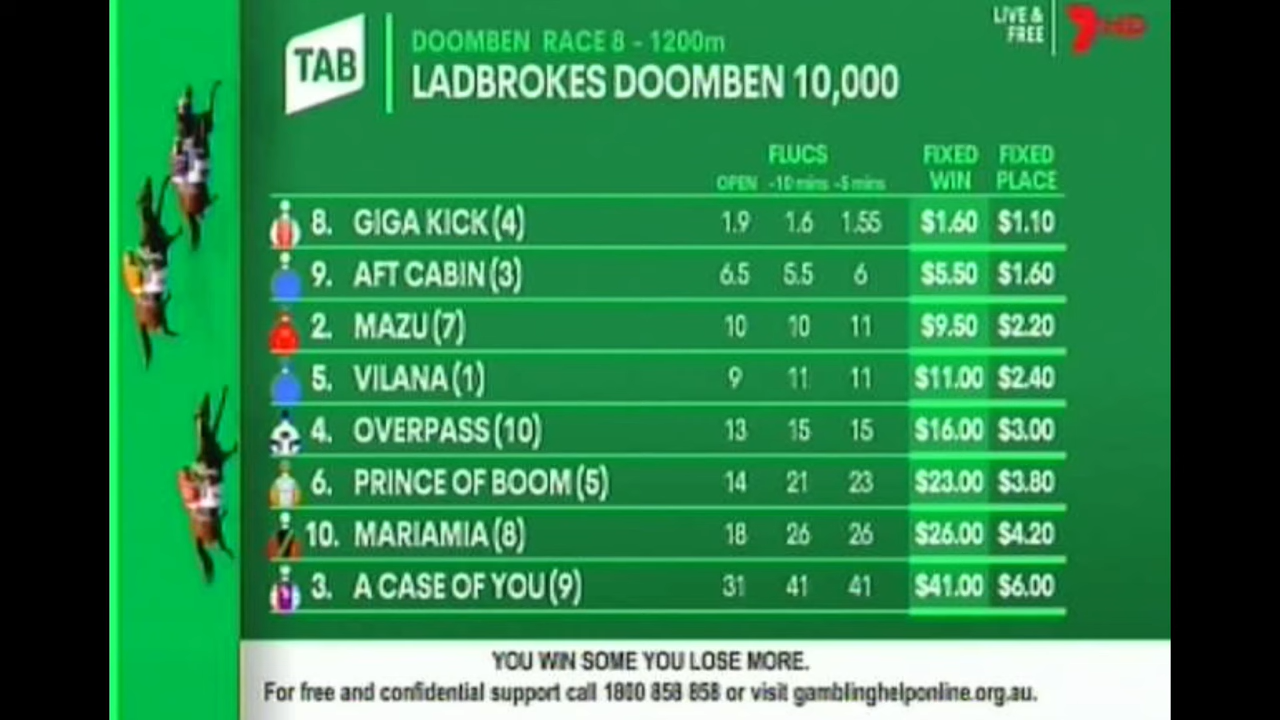 TAB
DOOMBEN RACE 8 - 1200m
LADBROKES DOOMBEN 10,000
LIVE & FREE 7HD
FLUCS FIXED FIXED
OPEN -10 mins -5 mins WIN PLACE
8. GIGA KICK (4) 1.9 1.6 1.55 $1.60 $1.10
9. AFT CABIN (3) 6.5 5.5 6 $5.50 $1.60
2. MAZU (7) 10 10 11 $9.50 $2.20
5. VILANA (1) 9 11 11 $11.00 $2.40
4. OVERPASS (10) 13 15 15 $16.00 $3.00
6. PRINCE OF BOOM (5) 14 21 23 $23.00 $3.80
10. MARIAMIA (8) 18 26 26 $26.00 $4.20
3. A CASE OF YOU (9) 31 41 41 $41.00 $6.00
YOU WIN SOME YOU LOSE MORE.
For free and confidential support call 1800 858 858 or visit gamblinghelponline.org.au.